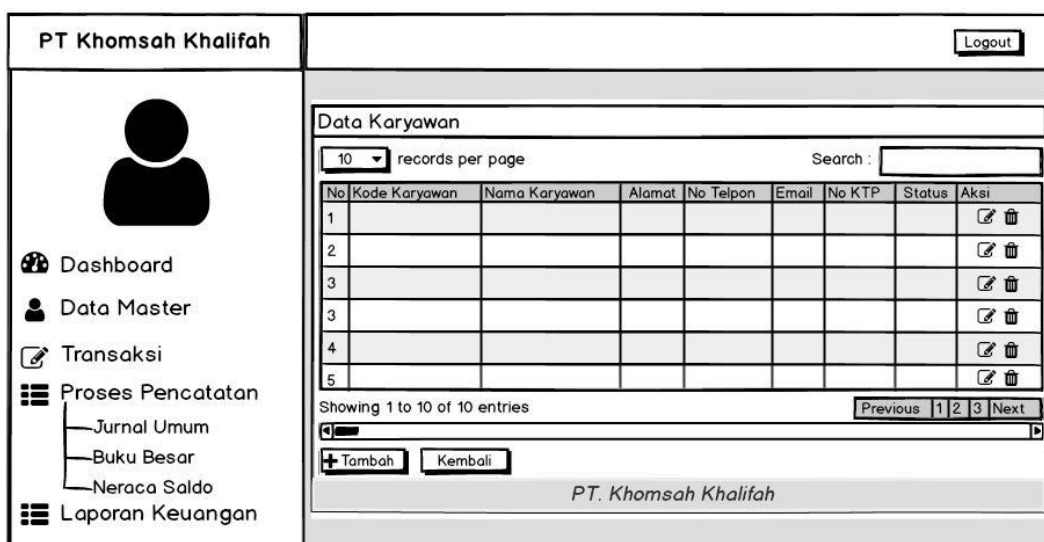 PT Khomsah Khalifah
Logout
Dashboard
Data Master
Transaksi
Proses Pencatatan
Jurnal Umum
Buku Besar
Neraca Saldo
Laporan Keuangan
Data Karyawan
10 records per page Search :
No Kode Karyawan Nama Karyawan Alamat No Telpon Email No KTP Status Aksi
1
2
3
3
4
5
Showing 1 to 10 of 10 entries Previous 1 2 3 Next
+ Tambah Kembali
PT. Khomsah Khalifah